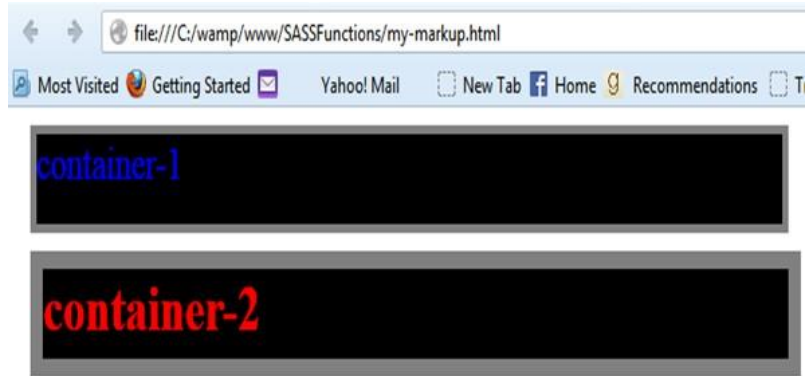 file:///C:/wamp/www/SASSFunctions/my-markup.html
Most Visited Getting Started Yahoo! Mail New Tab Home Recommendations
container-1
container-2